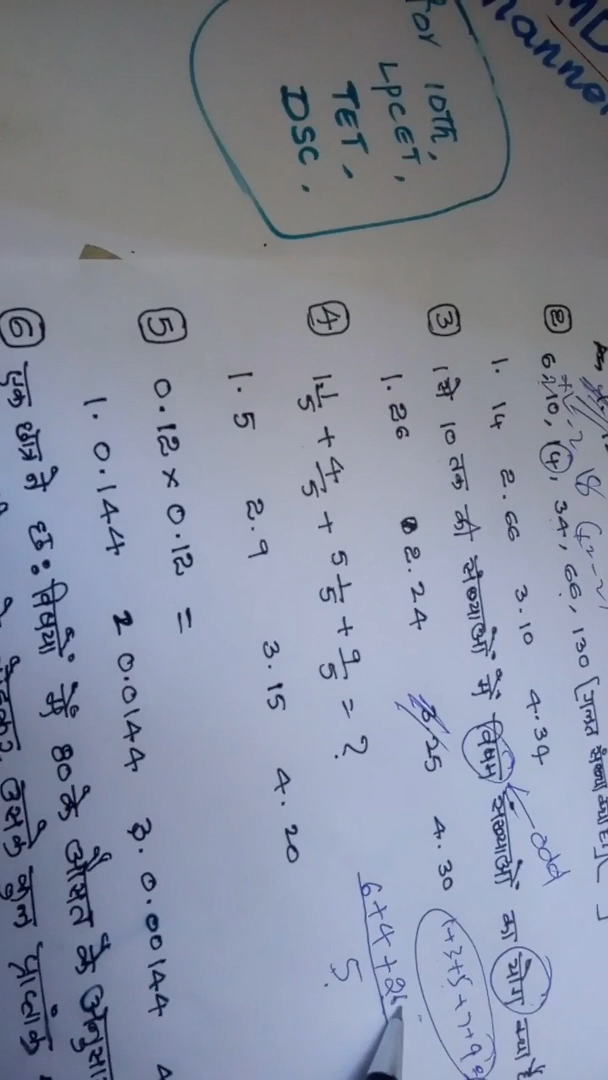 MD
hanne
For 10th,
LPCET,
TET,
DSC,
2 6, 10, 14, 34, 66, 130 [गलत संख्या क्या है।] [ ]
1. 14 2. 66 3. 10 4. 34
3 1 से 10 तक की संख्याओं में विषम संख्याओं का योग क्या है
odd
1. 26 2. 24 3. 25 4. 30
1+3+5+7+9=
4 1 1/5 + 4/5 + 5 1/5 + 9/5 = ?
6+4+26
5
1. 5 2. 9 3. 15 4. 20
5 0.12 × 0.12 =
1. 0.144 2 0.0144 3. 0.00144 4
6 एक छात्र ने छः विषयों में 80 के औसत के अनुसा
उसके कुल प्राप्तांक